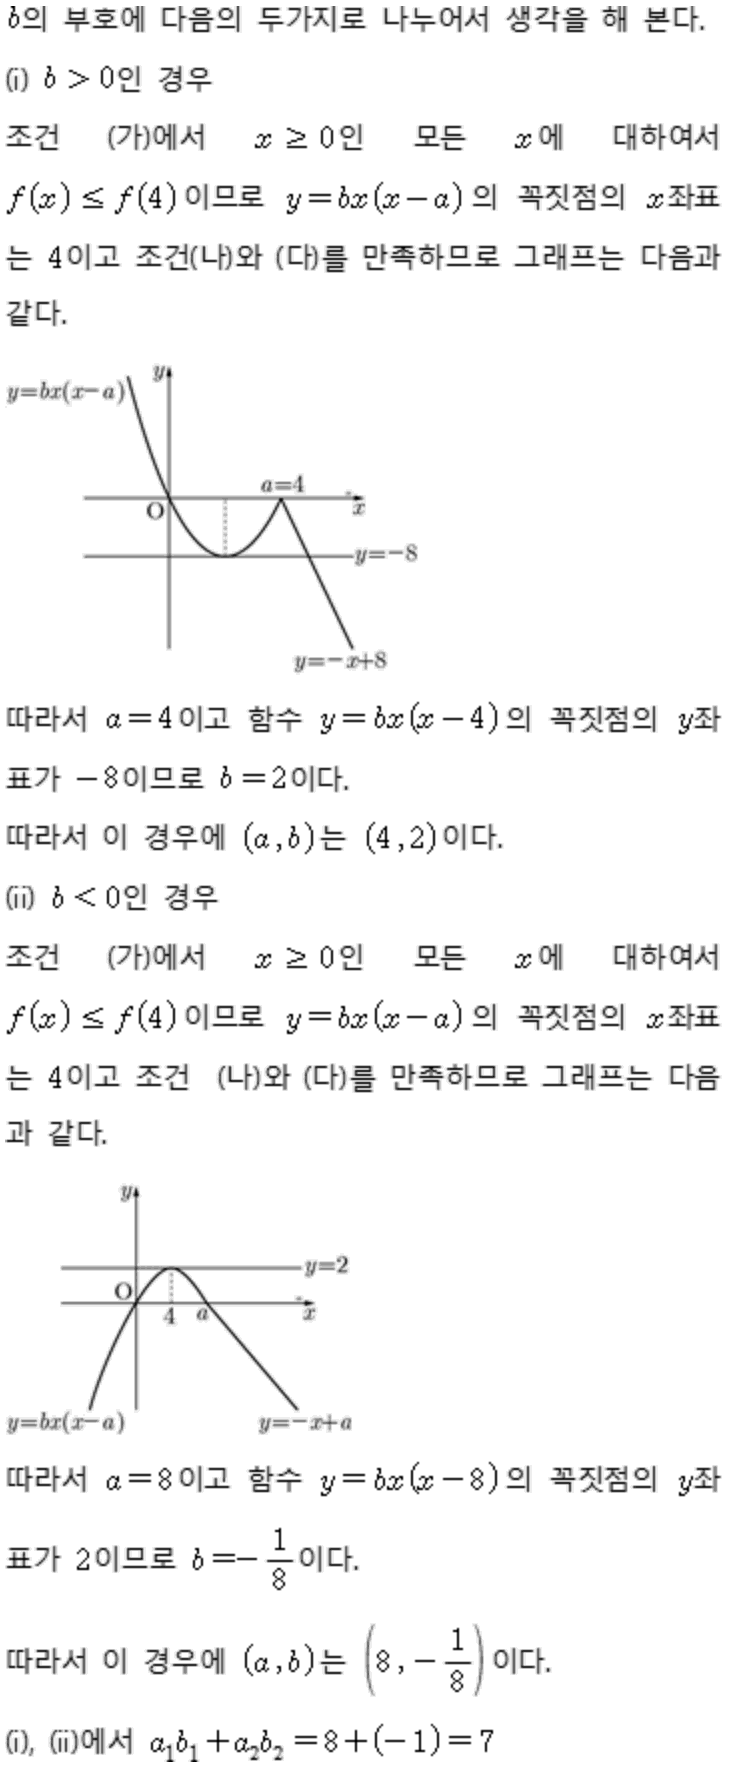 b의 부호에 다음의 두가지로 나누어서 생각을 해 본다.
(i) b > 0인 경우
조건 (가)에서 x ≥ 0인 모든 x에 대하여서
f(x) ≤ f(4)이므로 y=bx(x-a)의 꼭짓점의 x좌표
는 4이고 조건(나)와 (다)를 만족하므로 그래프는 다음과
같다.
y
y=bx(x-a)
a=4
O
x
y=-8
y=-x+8
따라서 a=4이고 함수 y=bx(x-4)의 꼭짓점의 y좌
표가 -8이므로 b=2이다.
따라서 이 경우에 (a,b)는 (4,2)이다.
(ii) b < 0인 경우
조건 (가)에서 x ≥ 0인 모든 x에 대하여서
f(x) ≤ f(4)이므로 y=bx(x-a)의 꼭짓점의 x좌표
는 4이고 조건 (나)와 (다)를 만족하므로 그래프는 다음
과 같다.
y
y=2
O
4 a x
y=bx(x-a) y=-x+a
따라서 a=8이고 함수 y=bx(x-8)의 꼭짓점의 y좌
표가 2이므로 b=-1/8이다.
따라서 이 경우에 (a,b)는 (8, -1/8)이다.
(i), (ii)에서 a₁b₁+a₂b₂=8+(-1)=7